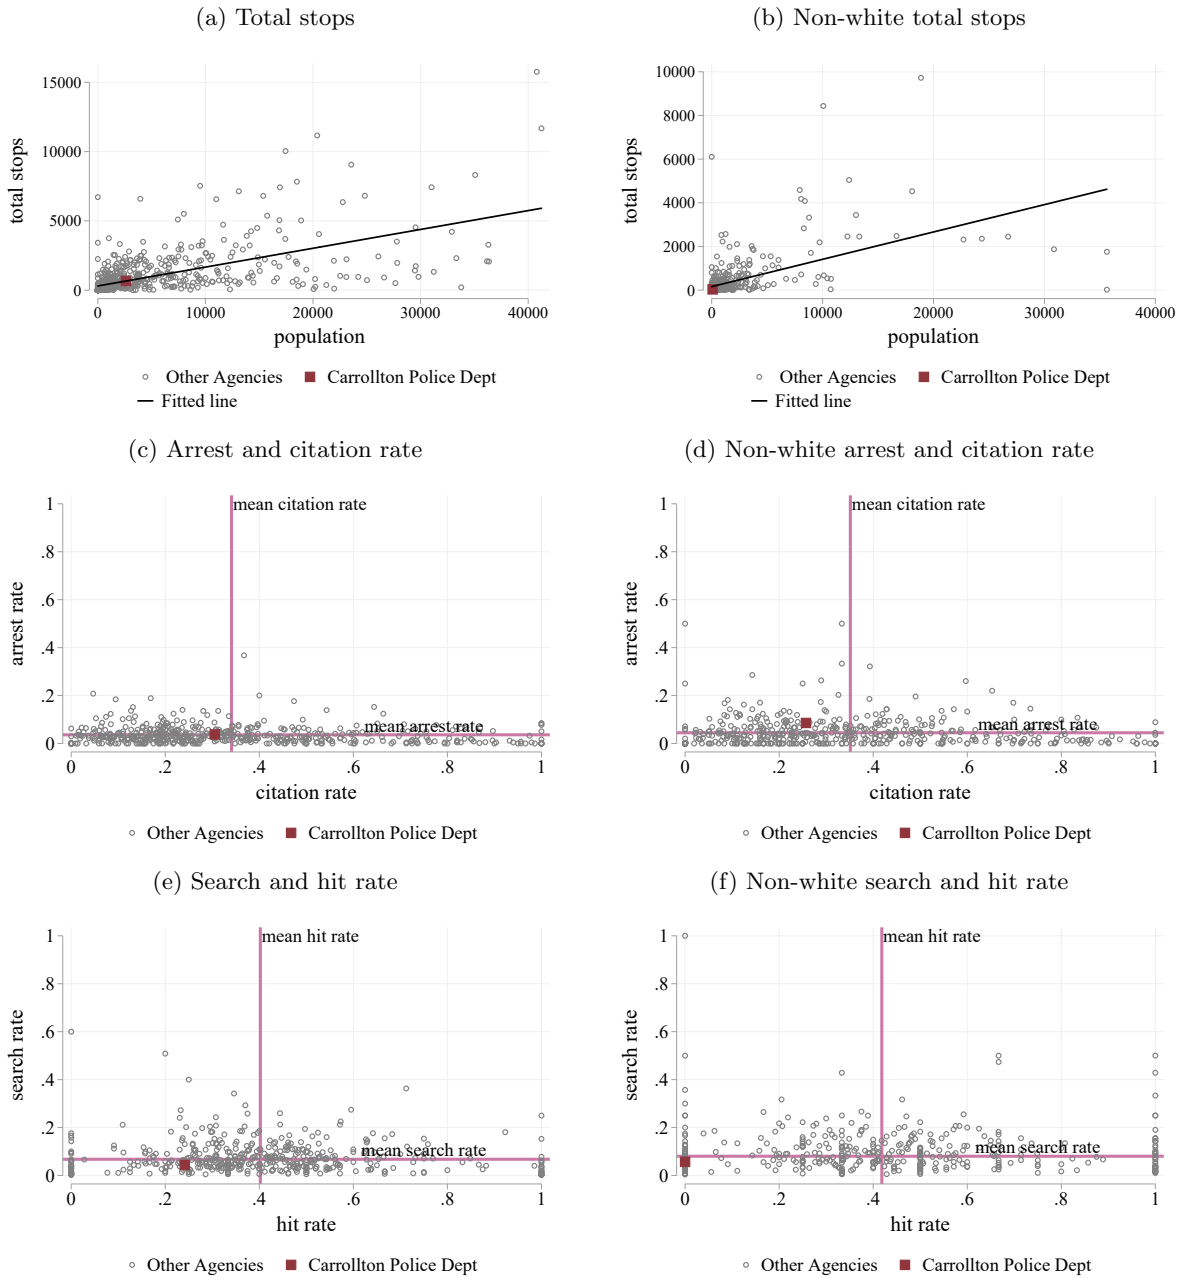 (a) Total stops
(b) Non-white total stops
total stops
15000
10000
5000
0
0 10000 20000 30000 40000
population
Other Agencies Carrollton Police Dept
Fitted line
total stops
10000
8000
6000
4000
2000
0
0 10000 20000 30000 40000
population
Other Agencies Carrollton Police Dept
Fitted line
(c) Arrest and citation rate
(d) Non-white arrest and citation rate
arrest rate
1
.8
.6
.4
.2
0
mean citation rate
mean arrest rate
0 .2 .4 .6 .8 1
citation rate
Other Agencies Carrollton Police Dept
arrest rate
1
.8
.6
.4
.2
0
mean citation rate
mean arrest rate
0 .2 .4 .6 .8 1
citation rate
Other Agencies Carrollton Police Dept
(e) Search and hit rate
(f) Non-white search and hit rate
search rate
1
.8
.6
.4
.2
0
mean hit rate
mean search rate
0 .2 .4 .6 .8 1
hit rate
Other Agencies Carrollton Police Dept
search rate
1
.8
.6
.4
.2
0
mean hit rate
mean search rate
0 .2 .4 .6 .8 1
hit rate
Other Agencies Carrollton Police Dept